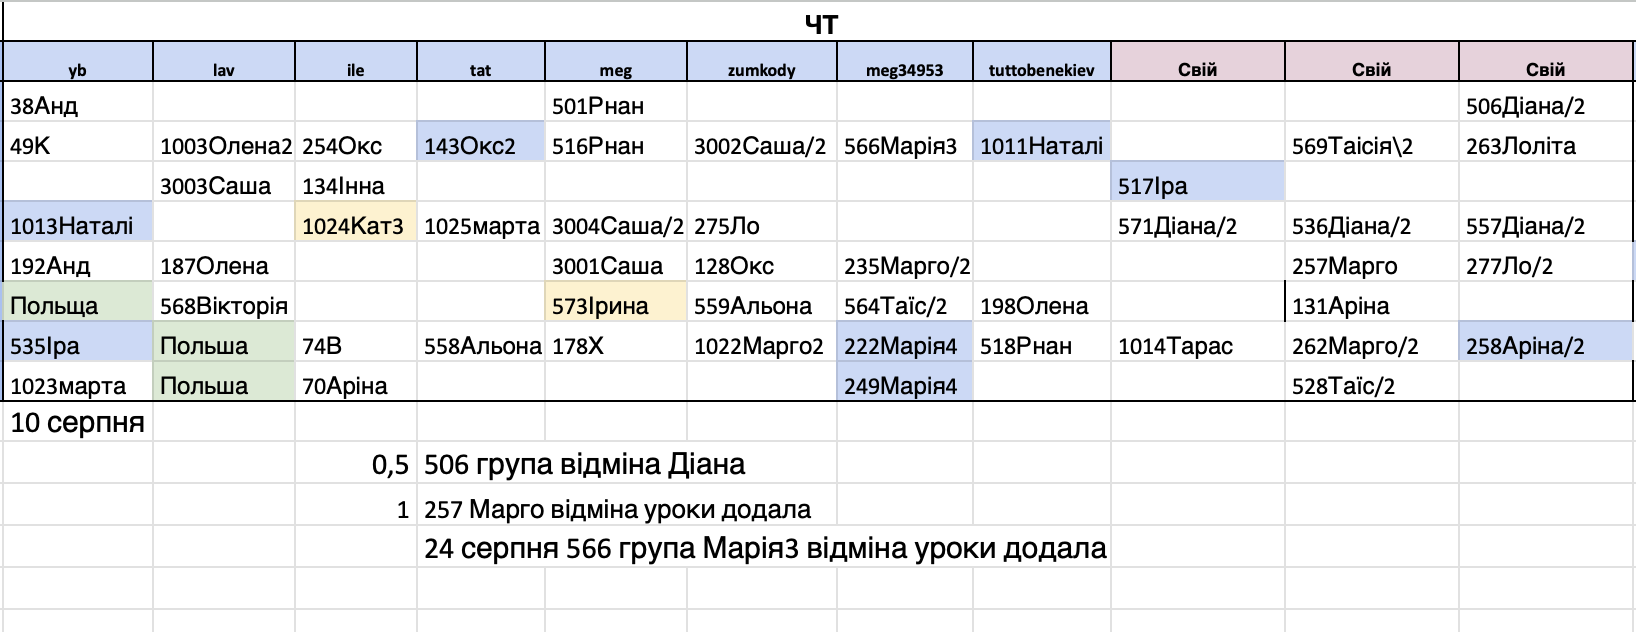 ЧТ
yb lav ile tat meg zumkody meg34953 tuttobenekiev Свій Свій Свій
38Анд 501Рнан 506Діана/2
49К 1003Олена2 254Окс 143Окс2 516Рнан 3002Саша/2 566Марія3 1011Наталі 569Таісія\2 263Лоліта
3003Саша 134Інна 517Іра
1013Наталі 1024Кат3 1025марта 3004Саша/2 275Ло 571Діана/2 536Діана/2 557Діана/2
192Анд 187Олена 3001Саша 128Окс 235Марго/2 257Марго 277Ло/2
Польща 568Вікторія 573Ірина 559Альона 564Таїс/2 198Олена 131Аріна
535Іра Польша 74В 558Альона 178Х 1022Марго2 222Марія4 518Рнан 1014Тарас 262Марго/2 258Аріна/2
1023марта Польша 70Аріна 249Марія4 528Таїс/2
10 серпня
0,5 506 група відміна Діана
1 257 Марго відміна уроки додала
24 серпня 566 група Марія3 відміна уроки додала